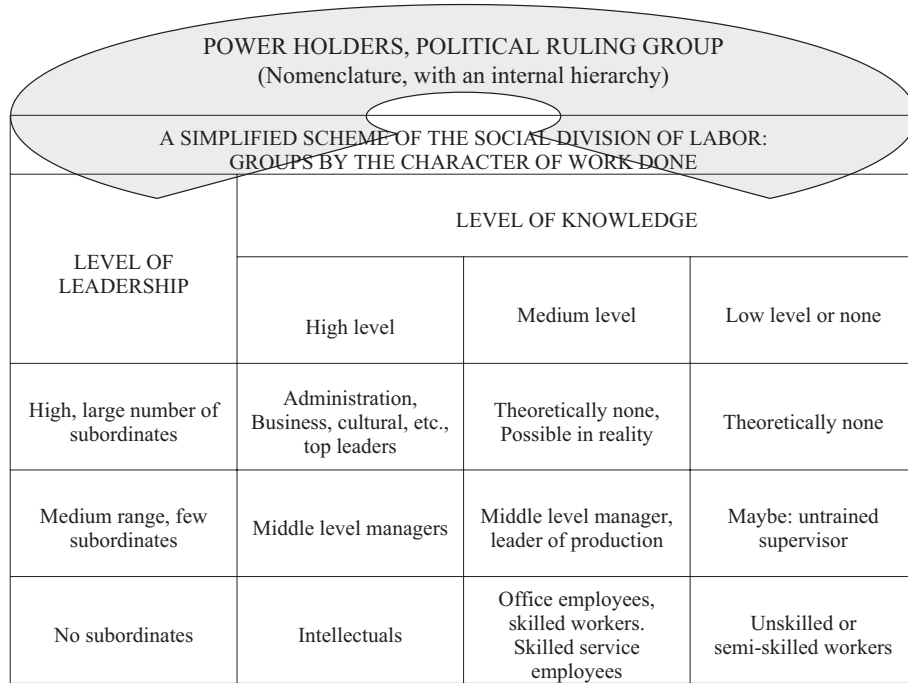 POWER HOLDERS, POLITICAL RULING GROUP
(Nomenclature, with an internal hierarchy)
A SIMPLIFIED SCHEME OF THE SOCIAL DIVISION OF LABOR:
GROUPS BY THE CHARACTER OF WORK DONE
LEVEL OF
LEADERSHIP
LEVEL OF KNOWLEDGE
High level
Medium level
Low level or none
High, large number of
subordinates
Administration,
Business, cultural, etc.,
top leaders
Theoretically none,
Possible in reality
Theoretically none
Medium range, few
subordinates
Middle level managers
Middle level manager,
leader of production
Maybe: untrained
supervisor
No subordinates
Intellectuals
Office employees,
skilled workers.
Skilled service
employees
Unskilled or
semi-skilled workers